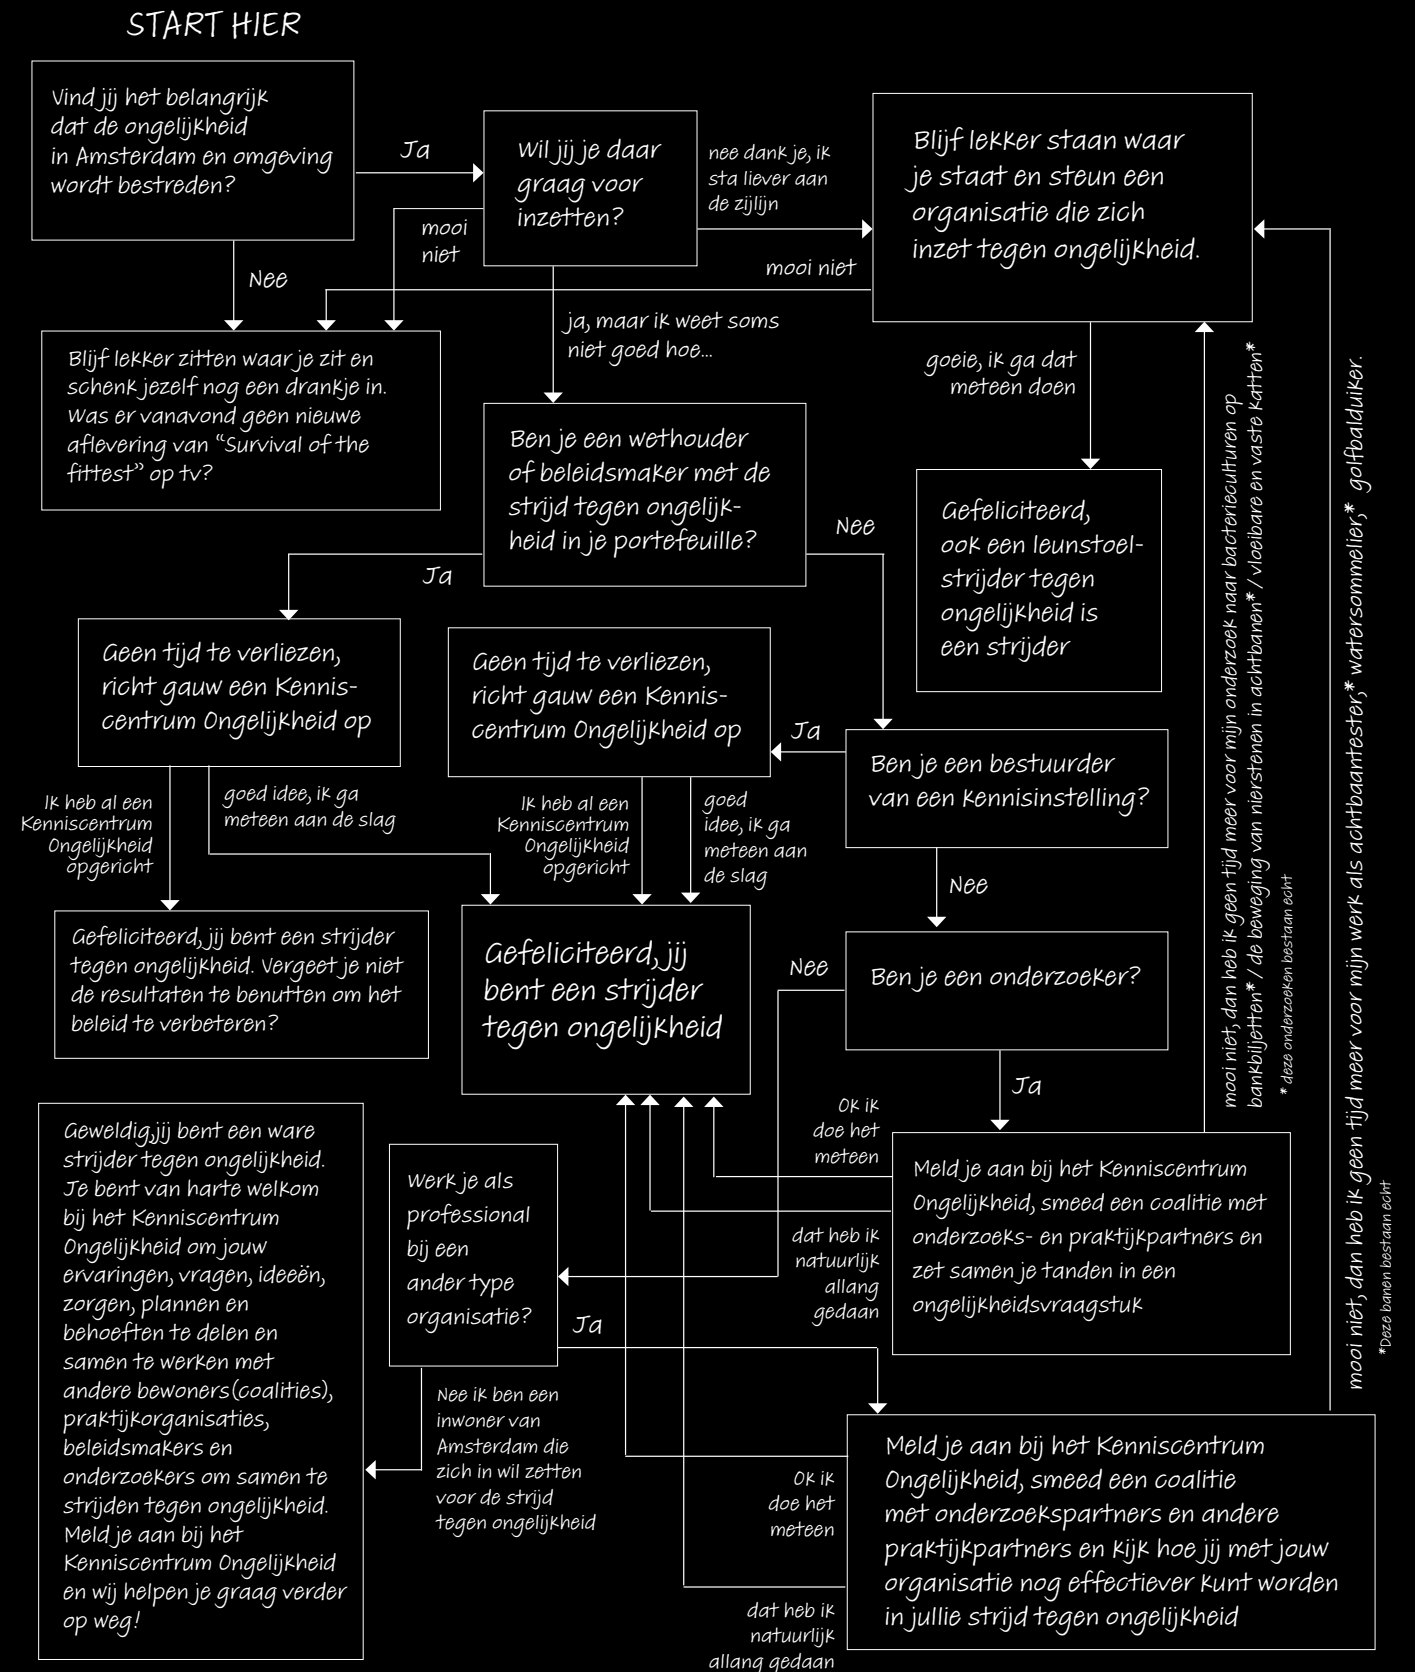 START HIER
Vind jij het belangrijk
dat de ongelijkheid
in Amsterdam en omgeving
wordt bestreden?
Ja
Nee
Wil jij je daar
graag voor
inzetten?
mooi
niet
nee dank je, ik
sta liever aan
de zijlijn
Blijf lekker staan waar
je staat en steun een
organisatie die zich
inzet tegen ongelijkheid.
mooi niet
ja, maar ik weet soms
niet goed hoe...
goeie, ik ga dat
meteen doen
Blijf lekker zitten waar je zit en
schenk jezelf nog een drankje in.
Was er vanavond geen nieuwe
aflevering van “Survival of the
fittest” op tv?
Ben je een wethouder
of beleidsmaker met de
strijd tegen ongelijk-
heid in je portefeuille?
Ja
Nee
Gefeliciteerd,
ook een leunstoel-
strijder tegen
ongelijkheid is
een strijder
Geen tijd te verliezen,
richt gauw een Kennis-
centrum Ongelijkheid op
Geen tijd te verliezen,
richt gauw een Kennis-
centrum Ongelijkheid op
Ja
Ben je een bestuurder
van een kennisinstelling?
Ik heb al een
Kenniscentrum
Ongelijkheid
opgericht
goed idee, ik ga
meteen aan de slag
Ik heb al een
Kenniscentrum
Ongelijkheid
opgericht
goed
idee, ik ga
meteen aan
de slag
Nee
Gefeliciteerd, jij bent een strijder
tegen ongelijkheid. Vergeet je niet
de resultaten te benutten om het
beleid te verbeteren?
Gefeliciteerd, jij
bent een strijder
tegen ongelijkheid
Nee
Ben je een onderzoeker?
Ja
Ok ik
doe het
meteen
dat heb ik
natuurlijk
allang
gedaan
Meld je aan bij het Kenniscentrum
Ongelijkheid, smeed een coalitie met
onderzoeks- en praktijkpartners en
zet samen je tanden in een
ongelijkheidsvraagstuk
mooi niet, dan heb ik geen tijd meer voor mijn onderzoek naar bacterieculturen op
bankbiljetten* / de beweging van nierstenen in achtbanen* / vloeibare en vaste katten*
* deze onderzoeken bestaan echt
mooi niet, dan heb ik geen tijd meer voor mijn werk als achtbaantester,* watersommelier,* golfbalduiker.
*Deze banen bestaan echt
Geweldig,jij bent een ware
strijder tegen ongelijkheid.
Je bent van harte welkom
bij het Kenniscentrum
Ongelijkheid om jouw
ervaringen, vragen, ideeën,
zorgen, plannen en
behoeften te delen en
samen te werken met
andere bewoners(coalities),
praktijkorganisaties,
beleidsmakers en
onderzoekers om samen te
strijden tegen ongelijkheid.
Meld je aan bij het
Kenniscentrum Ongelijkheid
en wij helpen je graag verder
op weg!
Werk je als
professional
bij een
ander type
organisatie?
Ja
Nee ik ben een
inwoner van
Amsterdam die
zich in wil zetten
voor de strijd
tegen ongelijkheid
Ok ik
doe het
meteen
dat heb ik
natuurlijk
allang gedaan
Meld je aan bij het Kenniscentrum
Ongelijkheid, smeed een coalitie
met onderzoekspartners en andere
praktijkpartners en kijk hoe jij met jouw
organisatie nog effectiever kunt worden
in jullie strijd tegen ongelijkheid